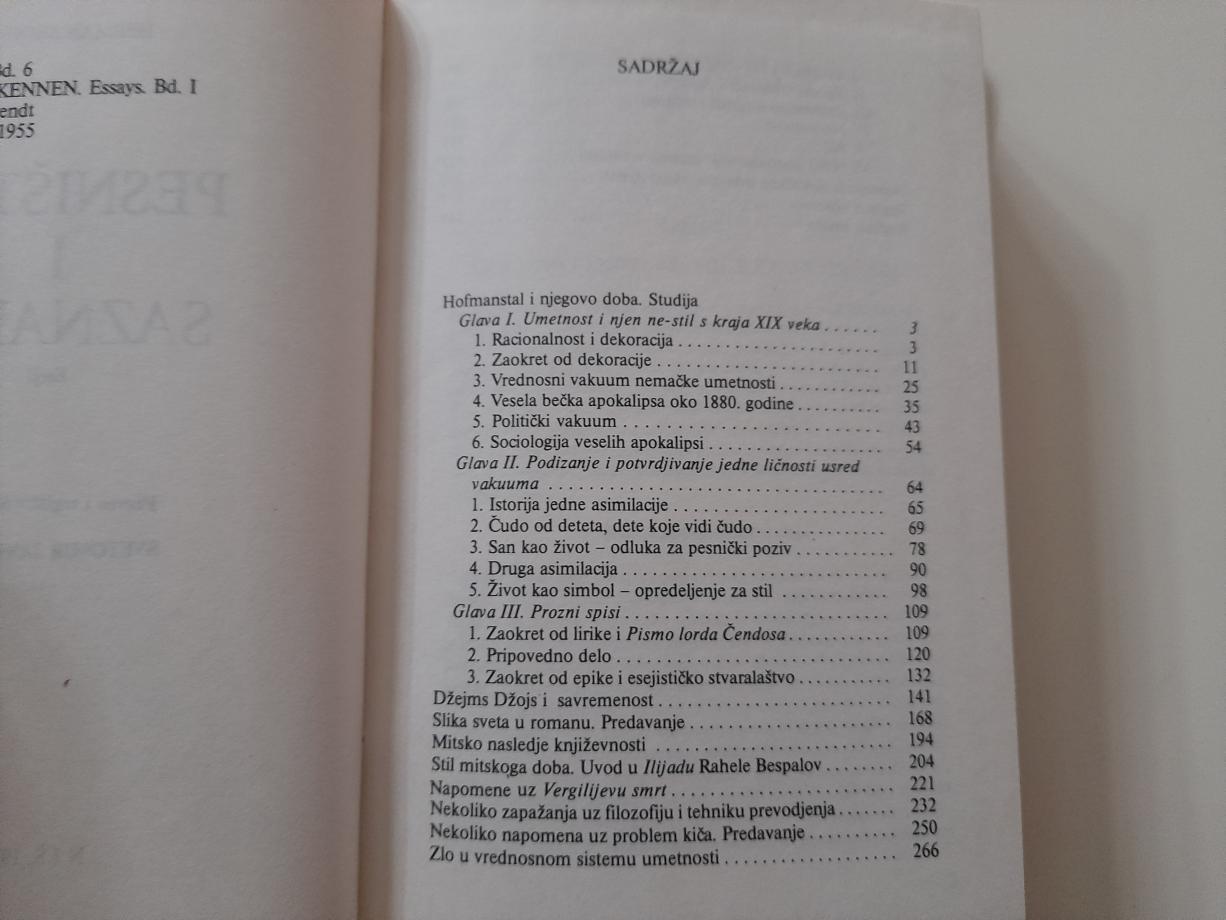 Bd. 6
KENNEN. Essays. Bd. I
endt
1955
SADRŽAJ
Hofmanstal i njegovo doba. Studija
Glava I. Umetnost i njen ne-stil s kraja XIX veka ...... 3
1. Racionalnost i dekoracija .................... 3
2. Zaokret od dekoracije ...................... 11
3. Vrednosni vakuum nemačke umetnosti .......... 25
4. Vesela bečka apokalipsa oko 1880. godine ......... 35
5. Politički vakuum ......................... 43
6. Sociologija veselih apokalipsi ................. 54
Glava II. Podizanje i potvrdjivanje jedne ličnosti usred
vakuuma ................................. 64
1. Istorija jedne asimilacije ..................... 65
2. Čudo od deteta, dete koje vidi čudo ............. 69
3. San kao život – odluka za pesnički poziv .......... 78
4. Druga asimilacija .......................... 90
5. Život kao simbol – opredeljenje za stil ........... 98
Glava III. Prozni spisi ......................... 109
1. Zaokret od lirike i Pismo lorda Čendosa .......... 109
2. Pripovedno delo .......................... 120
3. Zaokret od epike i esejističko stvaralaštvo ......... 132
Džejms Džojs i savremenost ...................... 141
Slika sveta u romanu. Predavanje ................... 168
Mitsko nasledje književnosti ...................... 194
Stil mitskoga doba. Uvod u Ilijadu Rahele Bespalov ........ 204
Napomene uz Vergilijevu smrt ..................... 221
Nekoliko zapažanja uz filozofiju i tehniku prevodjenja ...... 232
Nekoliko napomena uz problem kiča. Predavanje ......... 250
Zlo u vrednosnom sistemu umetnosti ................. 266